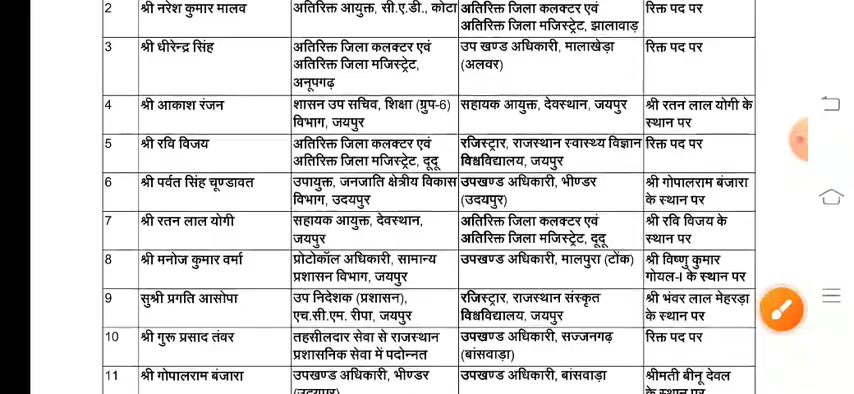 2 श्री नरेश कुमार मालव अतिरिक्त आयुक्त, सी.ए.डी., कोटा अतिरिक्त जिला कलक्टर एवं रिक्त पद पर
अतिरिक्त जिला मजिस्ट्रेट, झालावाड़
3 श्री धीरेन्द्र सिंह अतिरिक्त जिला कलक्टर एवं उप खण्ड अधिकारी, मालाखेड़ा रिक्त पद पर
अतिरिक्त जिला मजिस्ट्रेट, (अलवर)
अनूपगढ़
4 श्री आकाश रंजन शासन उप सचिव, शिक्षा (ग्रुप-6) सहायक आयुक्त, देवस्थान, जयपुर श्री रतन लाल योगी के
विभाग, जयपुर स्थान पर
5 श्री रवि विजय अतिरिक्त जिला कलक्टर एवं रजिस्ट्रार, राजस्थान स्वास्थ्य विज्ञान रिक्त पद पर
अतिरिक्त जिला मजिस्ट्रेट, दूदू विश्वविद्यालय, जयपुर
6 श्री पर्वत सिंह चूण्डावत उपायुक्त, जनजाति क्षेत्रीय विकास उपखण्ड अधिकारी, भीण्डर श्री गोपालराम बंजारा
विभाग, उदयपुर (उदयपुर) के स्थान पर
7 श्री रतन लाल योगी सहायक आयुक्त, देवस्थान, अतिरिक्त जिला कलक्टर एवं श्री रवि विजय के
जयपुर अतिरिक्त जिला मजिस्ट्रेट, दूदू स्थान पर
8 श्री मनोज कुमार वर्मा प्रोटोकॉल अधिकारी, सामान्य उपखण्ड अधिकारी, मालपुरा (टोंक) श्री विष्णु कुमार
प्रशासन विभाग, जयपुर गोयल-I के स्थान पर
9 सुश्री प्रगति आसोपा उप निदेशक (प्रशासन), रजिस्ट्रार, राजस्थान संस्कृत श्री भंवर लाल मेहरड़ा
एच.सी.एम. रीपा, जयपुर विश्वविद्यालय, जयपुर के स्थान पर
10 श्री गुरू प्रसाद तंवर तहसीलदार सेवा से राजस्थान उपखण्ड अधिकारी, सज्जनगढ़ रिक्त पद पर
प्रशासनिक सेवा में पदोन्नत (बांसवाड़ा)
11 श्री गोपालराम बंजारा उपखण्ड अधिकारी, भीण्डर उपखण्ड अधिकारी, बांसवाड़ा श्रीमती बीनू देवल
(उदयपुर) के स्थान पर